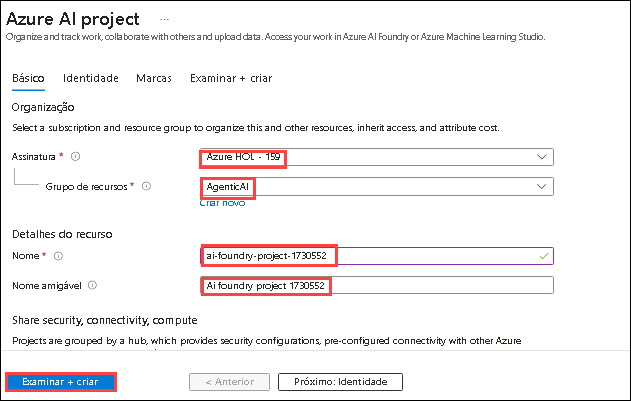 Azure AI project ...
Organize and track work, collaborate with others and upload data. Access your work in Azure AI Foundry or Azure Machine Learning Studio.
Básico Identidade Marcas Examinar + criar
Organização
Select a subscription and resource group to organize this and other resources, inherit access, and attribute cost.
Assinatura * Azure HOL - 159
Grupo de recursos * AgenticAI
Criar novo
Detalhes do recurso
Nome * ai-foundry-project-1730552
Nome amigável Ai foundry project 1730552
Share security, connectivity, compute
Projects are grouped by a hub, which provides security configurations, pre-configured connectivity with other Azure
Examinar + criar < Anterior Próximo: Identidade